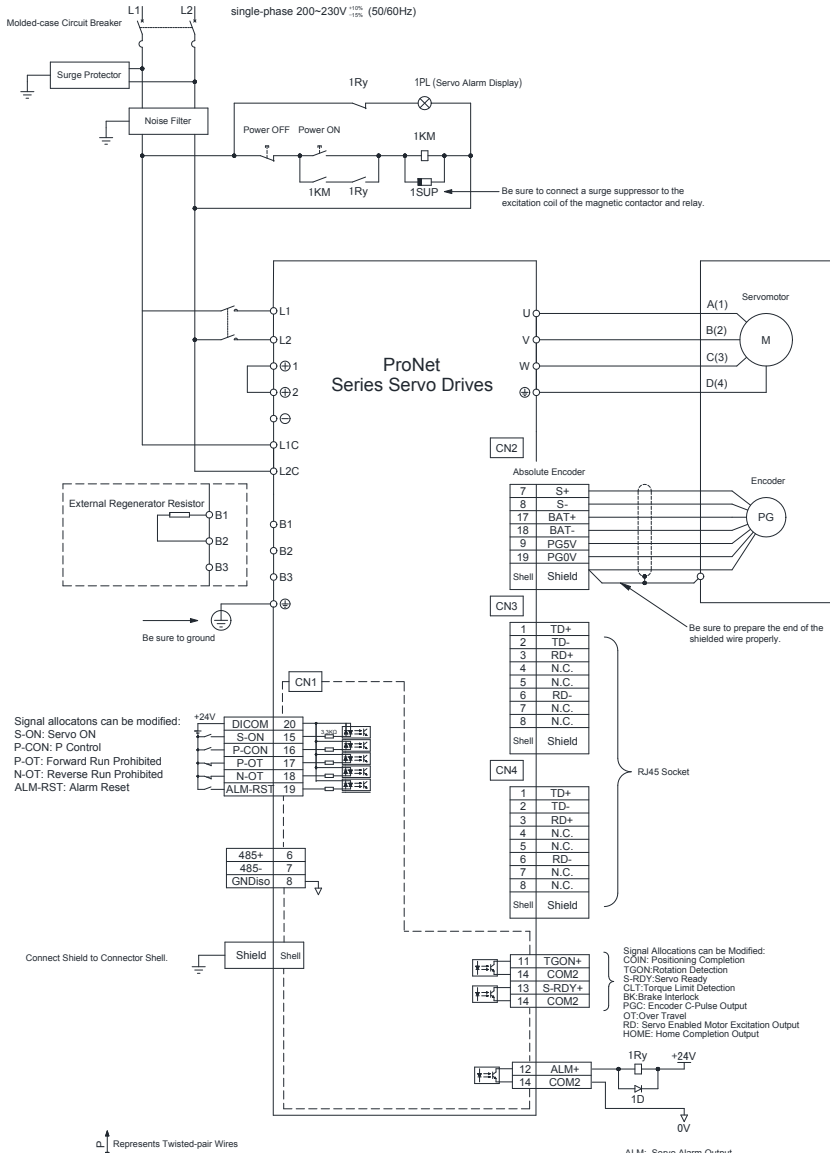 L1 L2 single-phase 200~230V +10% -15% (50/60Hz)
Molded-case Circuit Breaker
Surge Protector
Noise Filter
1Ry 1PL (Servo Alarm Display)
Power OFF Power ON 1KM
1KM 1Ry 1SUP
Be sure to connect a surge suppressor to the
excitation coil of the magnetic contactor and relay.
ProNet
Series Servo Drives
L1
L2
1
2
L1C
L2C
B1
B2
B3
External Regenerator Resistor
B1
B2
B3
Be sure to ground
U
V
W
A(1)
B(2)
C(3)
D(4)
Servomotor
M
CN2
Absolute Encoder
7 S+
8 S-
17 BAT+
18 BAT-
9 PG5V
19 PG0V
Shell Shield
Encoder
PG
Be sure to prepare the end of the
shielded wire properly.
CN3
1 TD+
2 TD-
3 RD+
4 N.C.
5 N.C.
6 RD-
7 N.C.
8 N.C.
Shell Shield
CN4
1 TD+
2 TD-
3 RD+
4 N.C.
5 N.C.
6 RD-
7 N.C.
8 N.C.
Shell Shield
RJ45 Socket
CN1
Signal allocatons can be modified:
S-ON: Servo ON
P-CON: P Control
P-OT: Forward Run Prohibited
N-OT: Reverse Run Prohibited
ALM-RST: Alarm Reset
+24V
DICOM 20
S-ON 15
P-CON 16
P-OT 17
N-OT 18
ALM-RST 19
3.3KΩ
485+ 6
485- 7
GNDiso 8
Connect Shield to Connector Shell.
Shield Shell
11 TGON+
14 COM2
13 S-RDY+
14 COM2
Signal Allocations can be Modified:
COIN: Positioning Completion
TGON:Rotation Detection
S-RDY:Servo Ready
CLT:Torque Limit Detection
BK:Brake Interlock
PGC: Encoder C-Pulse Output
OT:Over Travel
RD: Servo Enabled Motor Excitation Output
HOME: Home Completion Output
12 ALM+
14 COM2
1Ry +24V
1D
0V
P Represents Twisted-pair Wires
ALM: Servo Alarm Output